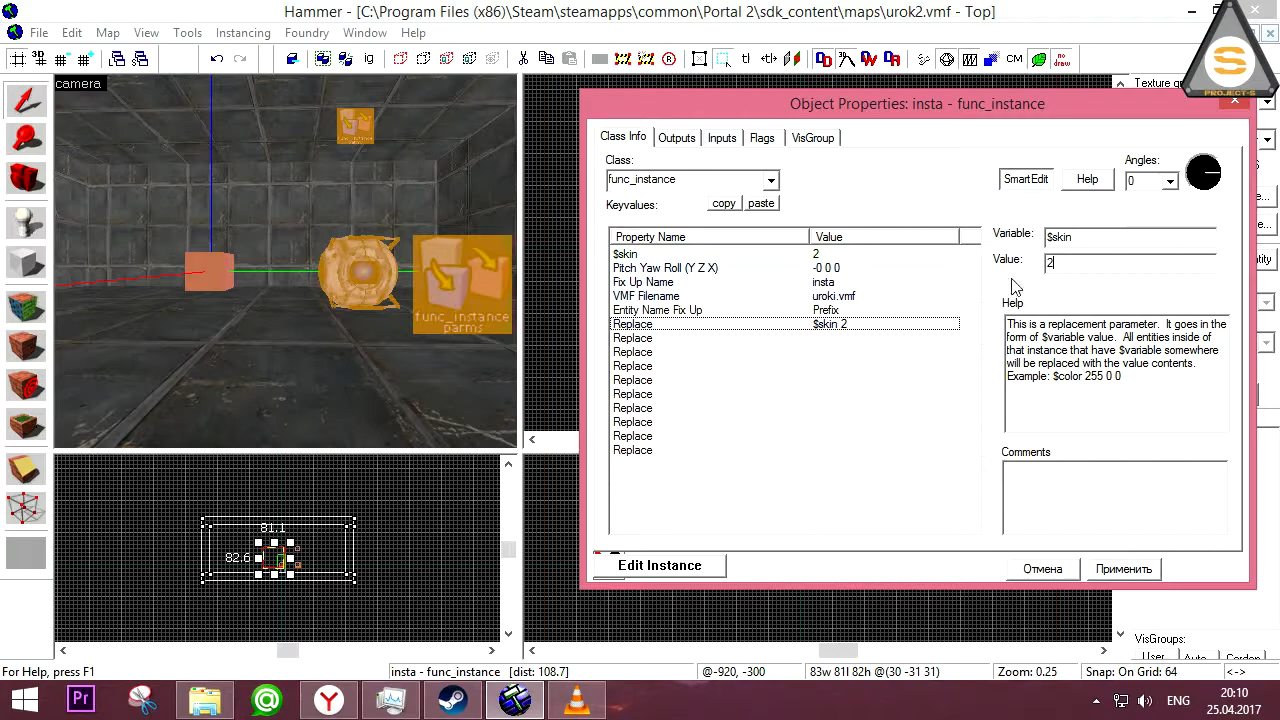 Hammer - [C:\Program Files (x86)\Steam\steamapps\common\Portal 2\sdk_content\maps\urok2.vmf - Top]
File Edit Map View Tools Instancing Foundry Window Help
camera
func_instance
parms
82.6
81.1
Object Properties: insta - func_instance
Class Info Outputs Inputs Flags VisGroup
Class:
func_instance
SmartEdit Help
Angles:
0
Keyvalues: copy paste
Property Name Value
$skin 2
Pitch Yaw Roll (Y Z X) -0 0 0
Fix Up Name insta
VMF Filename uroki.vmf
Entity Name Fix Up Prefix
Replace $skin 2
Replace
Replace
Replace
Replace
Replace
Replace
Replace
Replace
Replace
Variable: $skin
Value: 2
Help
This is a replacement parameter. It goes in the
form of $variable value. All entities inside of
that instance that have $variable somewhere
will be replaced with the value contents.
Example: $color 255 0 0
Comments
Edit Instance
Отмена Применить
Texture
VisGroups:
User Auto
For Help, press F1 insta - func_instance [dist: 108.7] @-920, -300 83w 81l 82h @(30 -31 31) Zoom: 0.25 Snap: On Grid: 64 <->
S
PROJECT-S
Pr
Y
ENG
20:10
25.04.2017